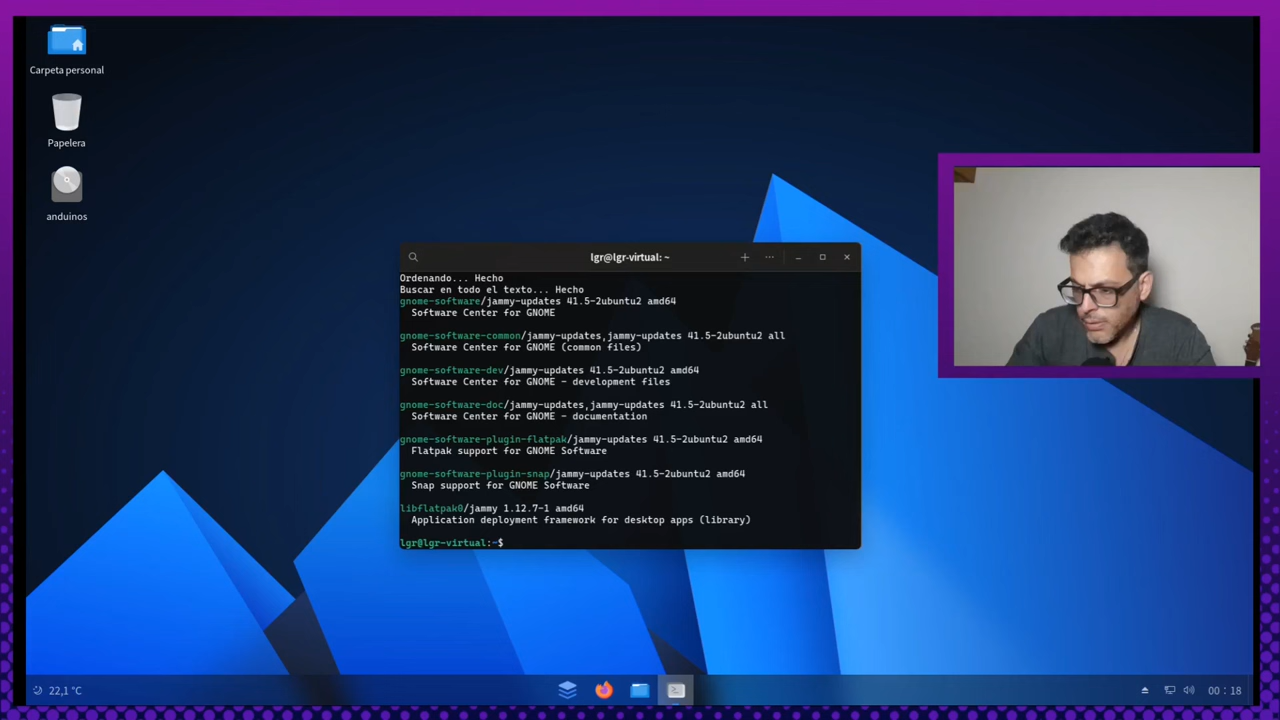 Carpeta personal
Papelera
anduinos
lgr@lgr-virtual: ~
Ordenando... Hecho
Buscar en todo el texto... Hecho
gnome-software/jammy-updates 41.5-2ubuntu2 amd64
Software Center for GNOME
gnome-software-common/jammy-updates,jammy-updates 41.5-2ubuntu2 all
Software Center for GNOME (common files)
gnome-software-dev/jammy-updates 41.5-2ubuntu2 amd64
Software Center for GNOME - development files
gnome-software-doc/jammy-updates,jammy-updates 41.5-2ubuntu2 all
Software Center for GNOME - documentation
gnome-software-plugin-flatpak/jammy-updates 41.5-2ubuntu2 amd64
Flatpak support for GNOME Software
gnome-software-plugin-snap/jammy-updates 41.5-2ubuntu2 amd64
Snap support for GNOME Software
libflatpak0/jammy 1.12.7-1 amd64
Application deployment framework for desktop apps (library)
lgr@lgr-virtual:~$
22,1 °C
00:18